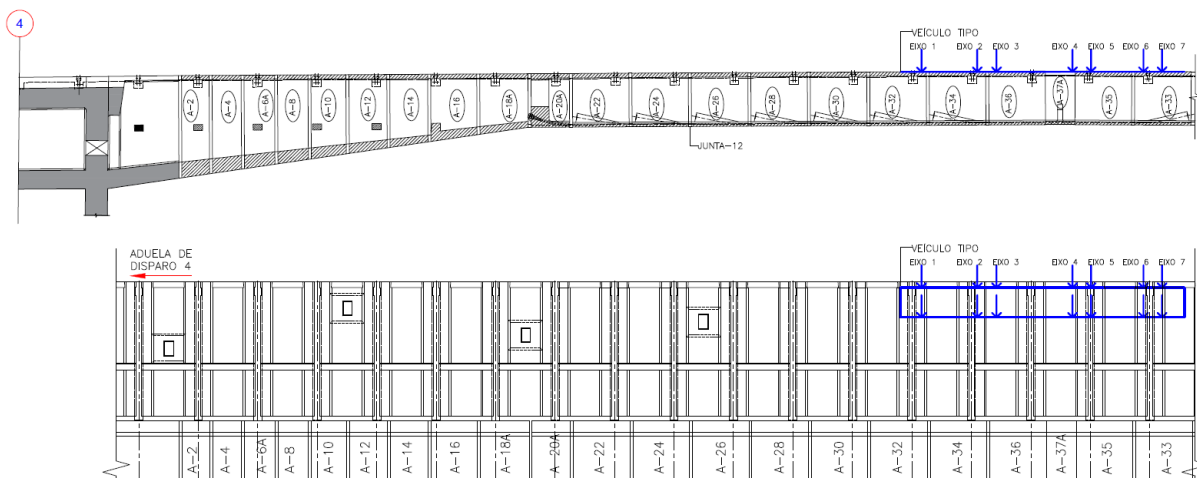 4
VEÍCULO TIPO
EIXO 1 EIXO 2 EIXO 3 EIXO 4 EIXO 5 EIXO 6 EIXO 7
A-2 A-4 A-6A A-8 A-10 A-12 A-14 A-16 A-18A A-20A A-22 A-24 A-26 A-28 A-30 A-32 A-34 A-36 A-37A A-35 A-33
JUNTA-12
ADUELA DE
DISPARO 4
VEÍCULO TIPO
EIXO 1 EIXO 2 EIXO 3 EIXO 4 EIXO 5 EIXO 6 EIXO 7
A-2 A-4 A-6A A-8 A-10 A-12 A-14 A-16 A-18A A-20A A-22 A-24 A-26 A-28 A-30 A-32 A-34 A-36 A-37A A-35 A-33